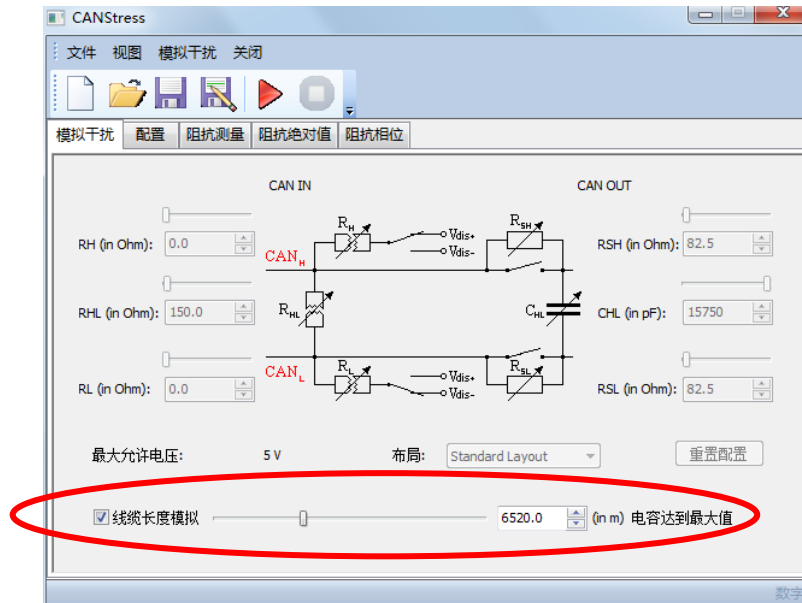 CANStress
文件 视图 模拟干扰 关闭
模拟干扰 配置 阻抗测量 阻抗绝对值 阻抗相位
CAN IN CAN OUT
RH (in Ohm): 0.0
RH Vdis+ Vdis-
RSH
RSH (in Ohm): 82.5
CANH
RHL (in Ohm): 150.0
RHL
CHL
CHL (in pF): 15750
CANL
RL (in Ohm): 0.0
RL Vdis+ Vdis-
RSL
RSL (in Ohm): 82.5
最大允许电压: 5 V 布局: Standard Layout 重置配置
线缆长度模拟 6520.0 (in m) 电容达到最大值
数字